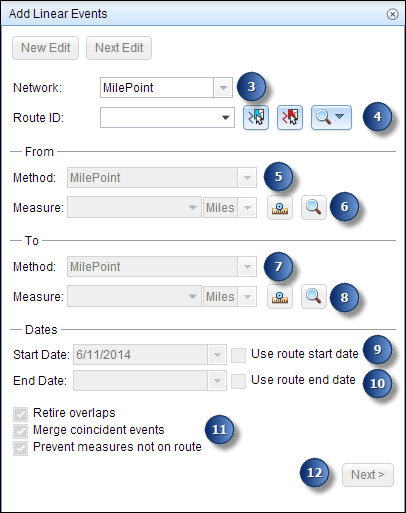 Add Linear Events
New Edit Next Edit
Network: MilePoint 3
Route ID: 4
From
Method: MilePoint 5
Measure: Miles 6
To
Method: MilePoint 7
Measure: Miles 8
Dates
Start Date: 6/11/2014 Use route start date 9
End Date: Use route end date 10
Retire overlaps
Merge coincident events 11
Prevent measures not on route
12 Next >